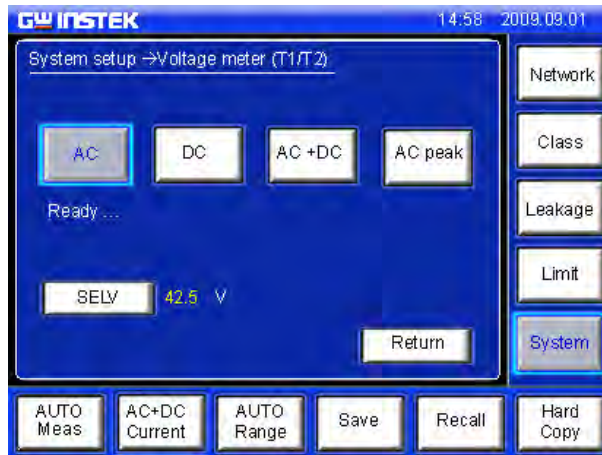 GW INSTEK 14:58 2009.09.01
System setup →Voltage meter (T1/T2)
AC DC AC +DC AC peak
Ready ...
SELV 42.5 V
Return
Network
Class
Leakage
Limit
System
AUTO Meas
AC+DC Current
AUTO Range
Save
Recall
Hard Copy